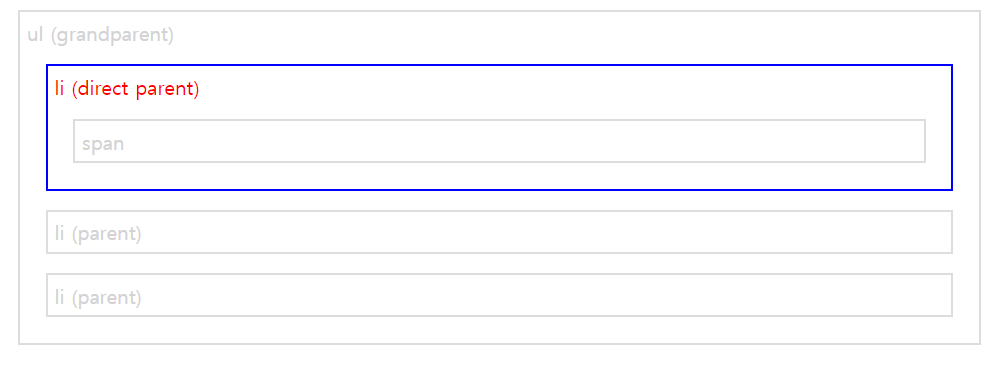 ul (grandparent)
li (direct parent)
span
li (parent)
li (parent)